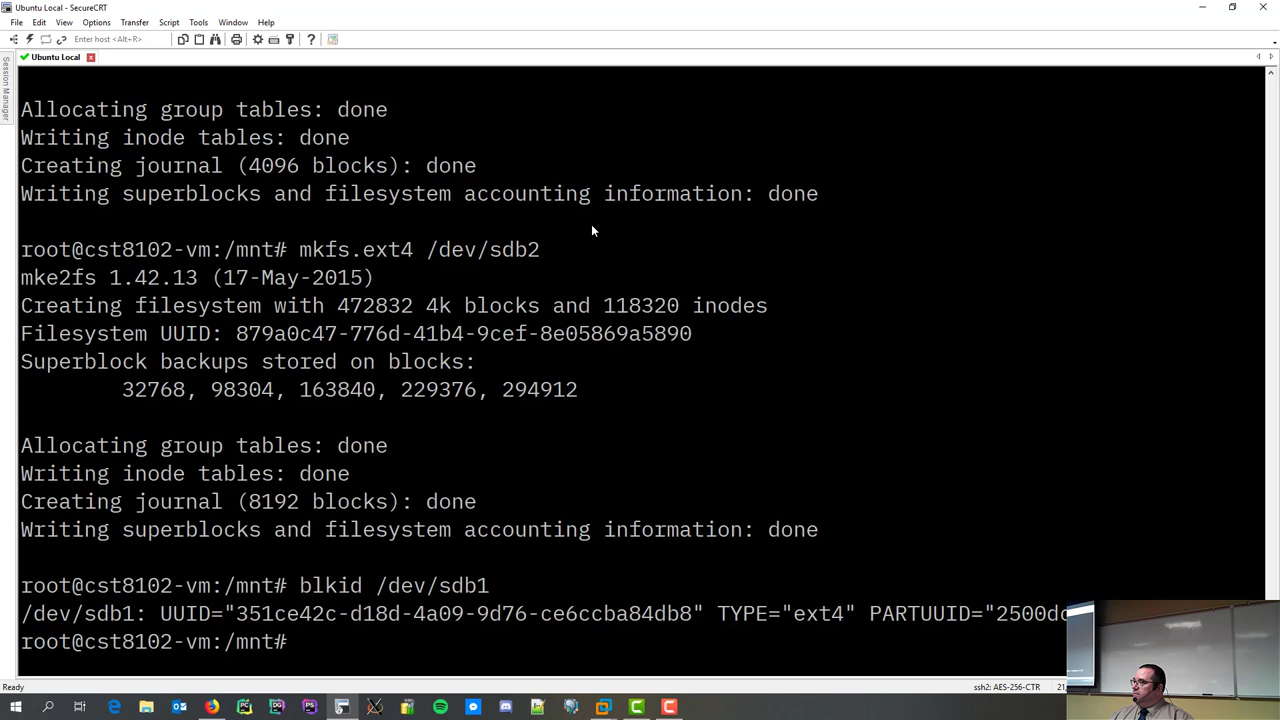 Ubuntu Local - SecureCRT
File Edit View Options Transfer Script Tools Window Help
Enter host <Alt+R>
Ubuntu Local
Session Manager
Allocating group tables: done
Writing inode tables: done
Creating journal (4096 blocks): done
Writing superblocks and filesystem accounting information: done
root@cst8102-vm:/mnt# mkfs.ext4 /dev/sdb2
mke2fs 1.42.13 (17-May-2015)
Creating filesystem with 472832 4k blocks and 118320 inodes
Filesystem UUID: 879a0c47-776d-41b4-9cef-8e05869a5890
Superblock backups stored on blocks:
32768, 98304, 163840, 229376, 294912
Allocating group tables: done
Writing inode tables: done
Creating journal (8192 blocks): done
Writing superblocks and filesystem accounting information: done
root@cst8102-vm:/mnt# blkid /dev/sdb1
/dev/sdb1: UUID="351ce42c-d18d-4a09-9d76-ce6ccba84db8" TYPE="ext4" PARTUUID="2500dc
root@cst8102-vm:/mnt#
Ready
ssh2: AES-256-CTR
21,